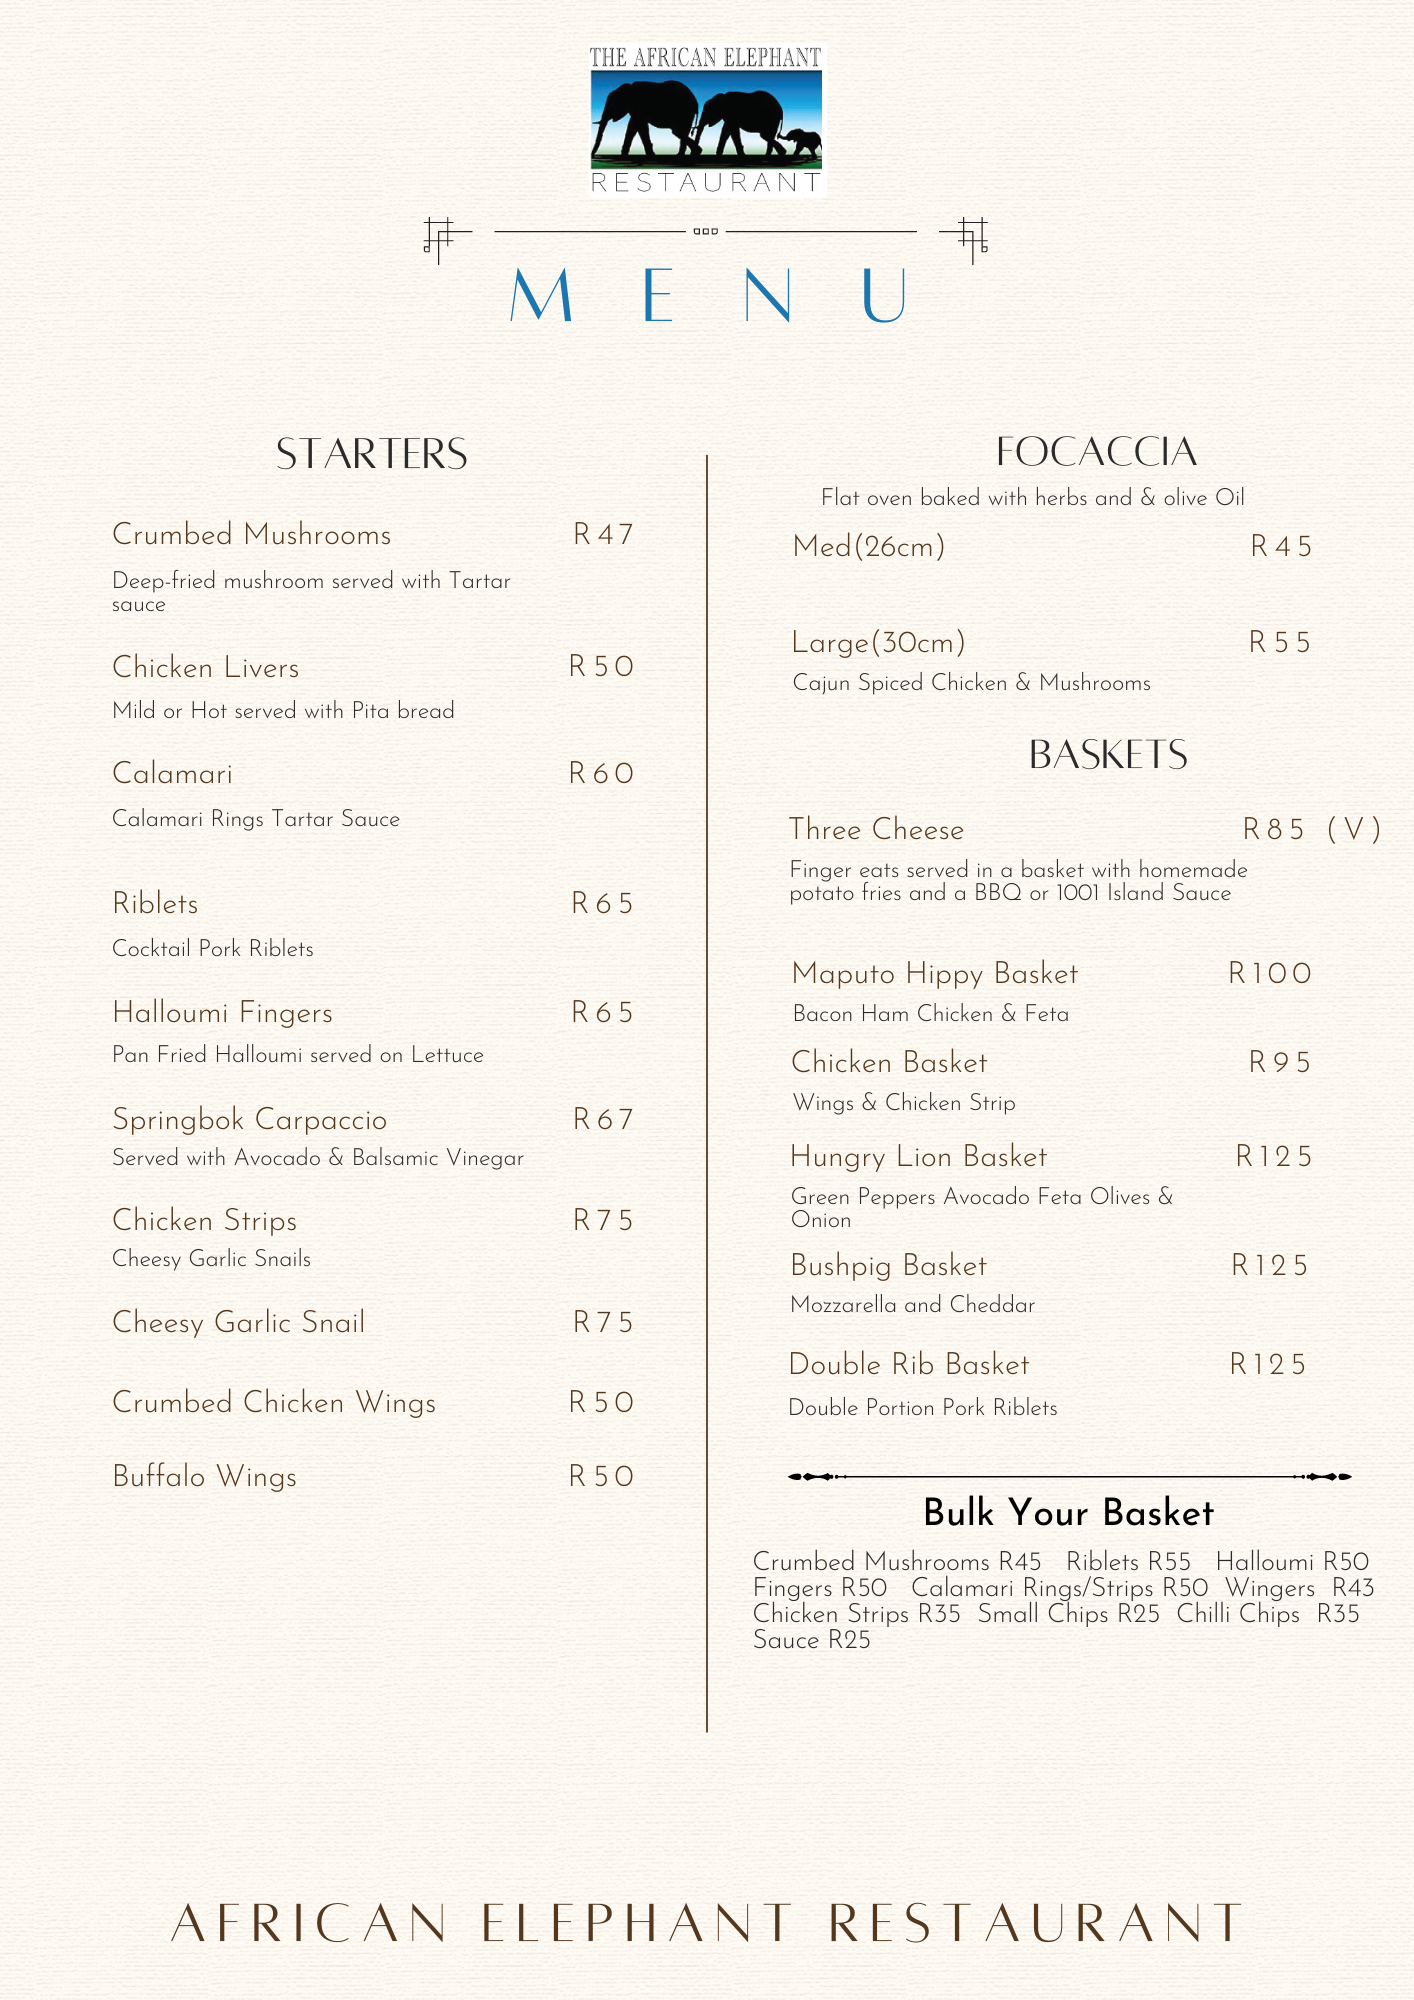 THE AFRICAN ELEPHANT
RESTAURANT
MENU
STARTERS
Crumbed Mushrooms R47
Deep-fried mushroom served with Tartar
sauce
Chicken Livers R50
Mild or Hot served with Pita bread
Calamari R60
Calamari Rings Tartar Sauce
Riblets R65
Cocktail Pork Riblets
Halloumi Fingers R65
Pan Fried Halloumi served on Lettuce
Springbok Carpaccio R67
Served with Avocado & Balsamic Vinegar
Chicken Strips R75
Cheesy Garlic Snails
Cheesy Garlic Snail R75
Crumbed Chicken Wings R50
Buffalo Wings R50
FOCACCIA
Flat oven baked with herbs and & olive Oil
Med(26cm) R45
Large(30cm) R55
Cajun Spiced Chicken & Mushrooms
BASKETS
Three Cheese R85 (V)
Finger eats served in a basket with homemade
potato fries and a BBQ or 1001 Island Sauce
Maputo Hippy Basket R100
Bacon Ham Chicken & Feta
Chicken Basket R95
Wings & Chicken Strip
Hungry Lion Basket R125
Green Peppers Avocado Feta Olives &
Onion
Bushpig Basket R125
Mozzarella and Cheddar
Double Rib Basket R125
Double Portion Pork Riblets
Bulk Your Basket
Crumbed Mushrooms R45 Riblets R55 Halloumi R50
Fingers R50 Calamari Rings/Strips R50 Wingers R43
Chicken Strips R35 Small Chips R25 Chilli Chips R35
Sauce R25
AFRICAN ELEPHANT RESTAURANT